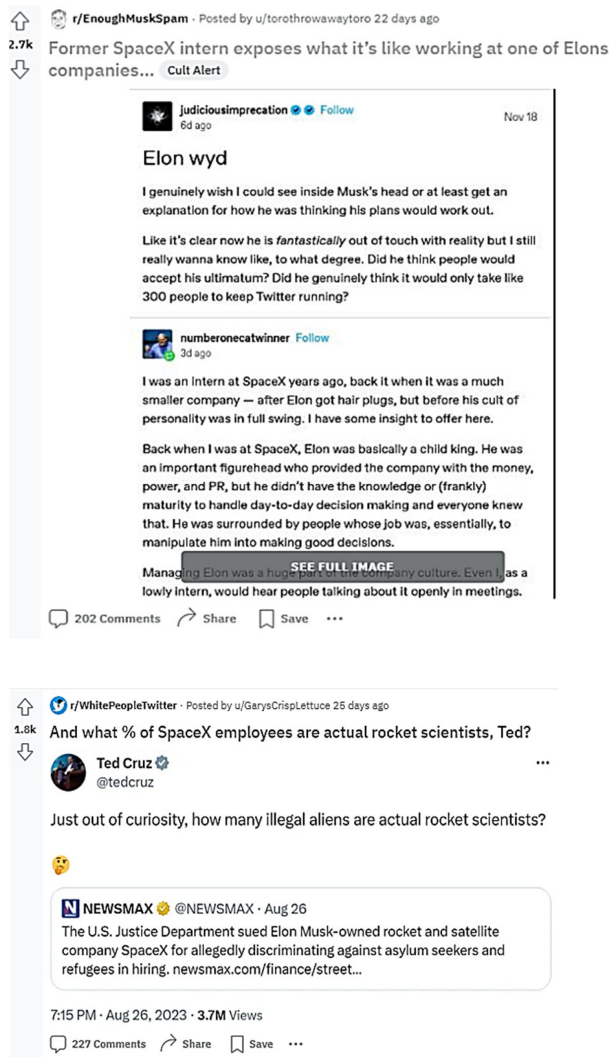 r/EnoughMuskSpam · Posted by u/torothrowawaytoro 22 days ago
2.7k
Former SpaceX intern exposes what it's like working at one of Elons
companies... Cult Alert
judiciousimprecation Follow
6d ago
Nov 18
Elon wyd
I genuinely wish I could see inside Musk's head or at least get an
explanation for how he was thinking his plans would work out.
Like it's clear now he is fantastically out of touch with reality but I still
really wanna know like, to what degree. Did he think people would
accept his ultimatum? Did he genuinely think it would only take like
300 people to keep Twitter running?
numberonecatwinner Follow
3d ago
I was an intern at SpaceX years ago, back it when it was a much
smaller company — after Elon got hair plugs, but before his cult of
personality was in full swing. I have some insight to offer here.
Back when I was at SpaceX, Elon was basically a child king. He was
an important figurehead who provided the company with the money,
power, and PR, but he didn't have the knowledge or (frankly)
maturity to handle day-to-day decision making and everyone knew
that. He was surrounded by people whose job was, essentially, to
manipulate him into making good decisions.
SEE FULL IMAGE
Managing Elon was a huge part of the company culture. Even I, as a
lowly intern, would hear people talking about it openly in meetings.
202 Comments Share Save ...
r/WhitePeopleTwitter · Posted by u/GarysCrispLettuce 25 days ago
1.8k
And what % of SpaceX employees are actual rocket scientists, Ted?
Ted Cruz
@tedcruz
...
Just out of curiosity, how many illegal aliens are actual rocket scientists?
🤔
N NEWSMAX @NEWSMAX · Aug 26
The U.S. Justice Department sued Elon Musk-owned rocket and satellite
company SpaceX for allegedly discriminating against asylum seekers and
refugees in hiring. newsmax.com/finance/street...
7:15 PM · Aug 26, 2023 · 3.7M Views
227 Comments Share Save ...